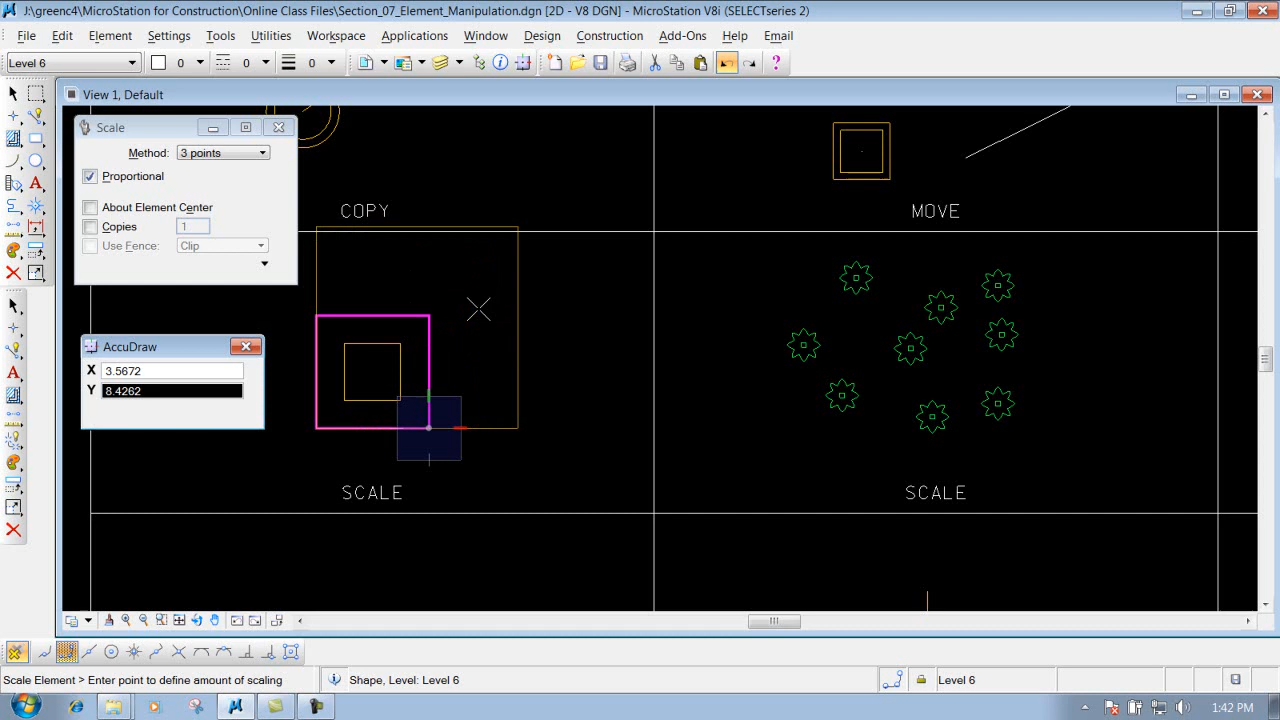 J:\greenc4\MicroStation for Construction\Online Class Files\Section_07_Element_Manipulation.dgn [2D - V8 DGN] - MicroStation V8i (SELECTseries 2)
File Edit Element Settings Tools Utilities Workspace Applications Window Design Construction Add-Ons Help Email
Level 6 0 0 0
View 1, Default
Scale
Method: 3 points
Proportional
About Element Center
Copies 1
Use Fence: Clip
COPY MOVE
AccuDraw
X 3.5672
Y 8.4262
SCALE SCALE
Scale Element > Enter point to define amount of scaling Shape, Level: Level 6 Level 6
1:42 PM